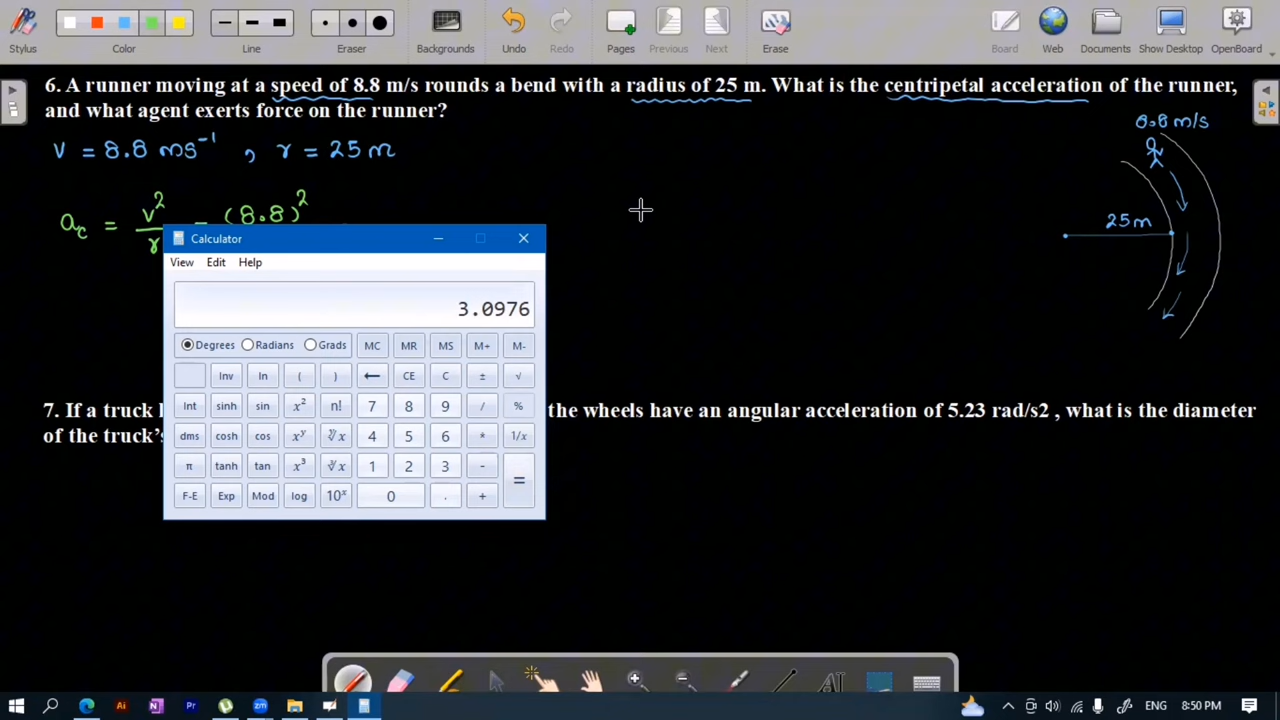 Stylus Color Line Eraser Backgrounds Undo Redo Pages Previous Next Erase Board Web Documents Show Desktop OpenBoard
6. A runner moving at a speed of 8.8 m/s rounds a bend with a radius of 25 m. What is the centripetal acceleration of the runner,
and what agent exerts force on the runner?
8.8 m/s
v = 8.8 ms⁻¹ , r = 25 m
a_c = v²/r = (8.8)²
25 m
Calculator
View Edit Help
3.0976
Degrees Radians Grads MC MR MS M+ M-
Inv ln ( ) ← CE C ± √
Int sinh sin x² n! 7 8 9 / %
dms cosh cos xʸ ʸ√x 4 5 6 * 1/x
π tanh tan x³ ³√x 1 2 3 - =
F-E Exp Mod log 10ˣ 0 . +
7. If a truck the wheels have an angular acceleration of 5.23 rad/s2 , what is the diameter
of the truck's
ENG 8:50 PM